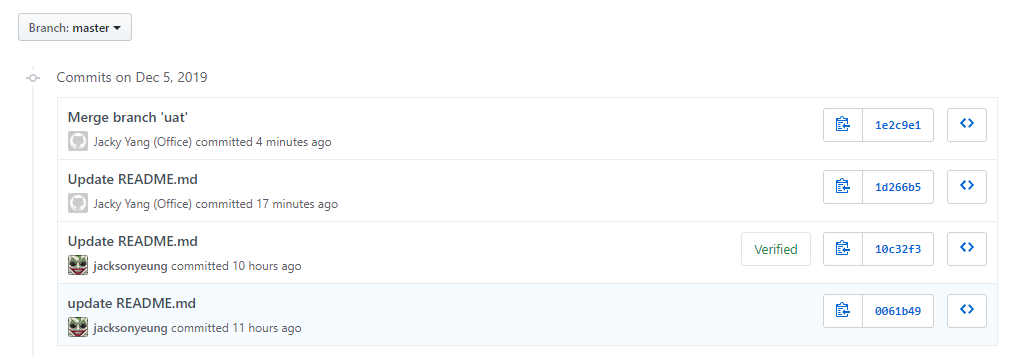 Branch: master
Commits on Dec 5, 2019
Merge branch 'uat'
Jacky Yang (Office) committed 4 minutes ago
1e2c9e1
Update README.md
Jacky Yang (Office) committed 17 minutes ago
1d266b5
Update README.md
jacksonyeung committed 10 hours ago
Verified
10c32f3
update README.md
jacksonyeung committed 11 hours ago
0061b49